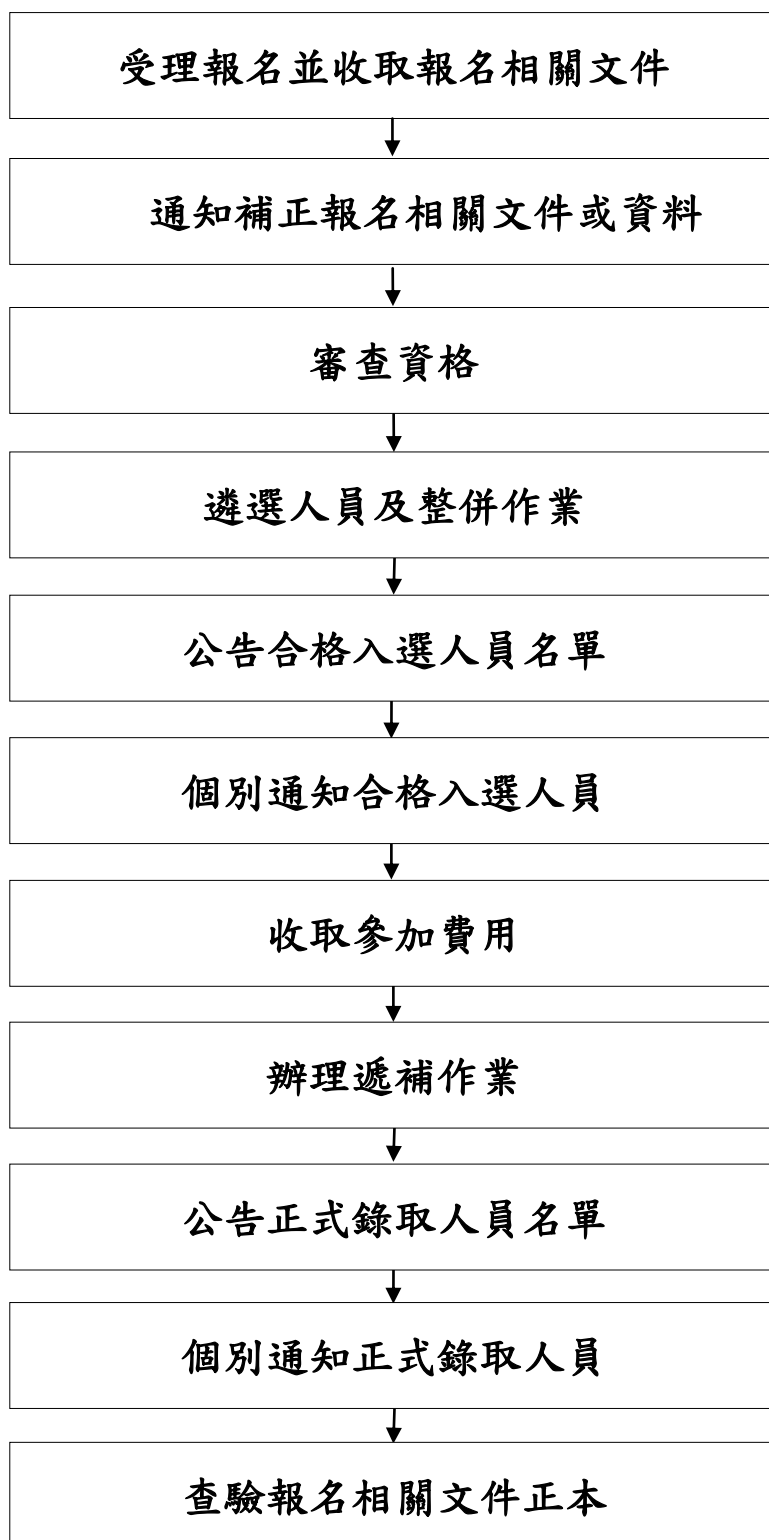 受理報名並收取報名相關文件
通知補正報名相關文件或資料
審查資格
遴選人員及整併作業
公告合格入選人員名單
個別通知合格入選人員
收取參加費用
辦理遞補作業
公告正式錄取人員名單
個別通知正式錄取人員
查驗報名相關文件正本